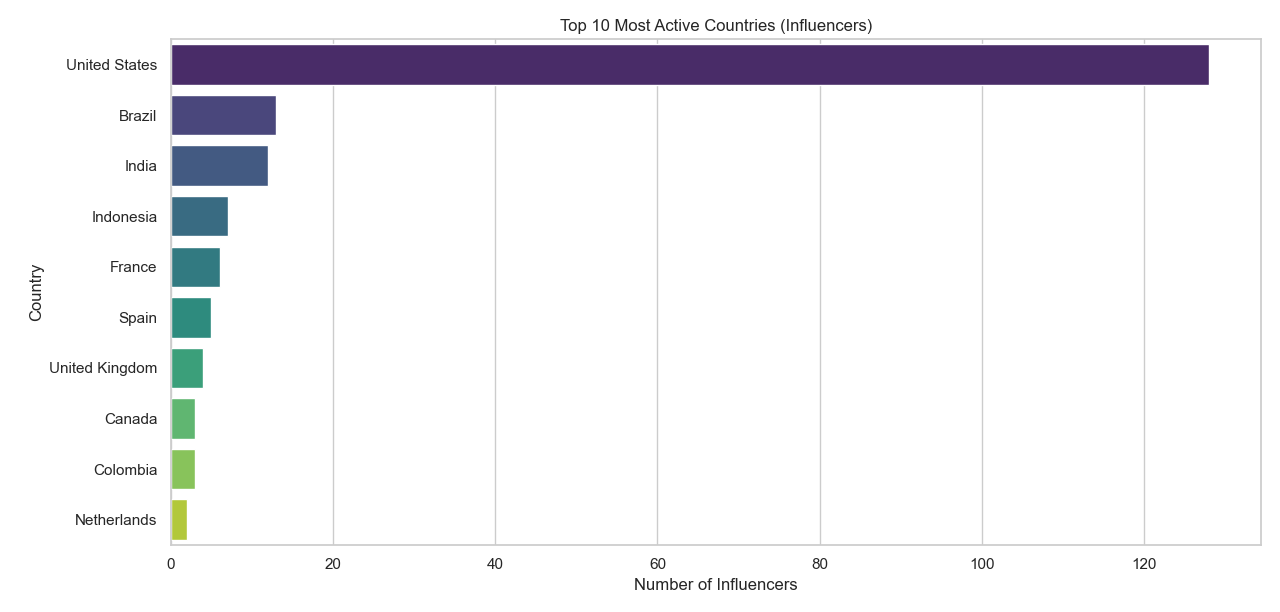 Top 10 Most Active Countries (Influencers)
United States
Brazil
India
Indonesia
France
Spain
United Kingdom
Canada
Colombia
Netherlands
Country
0 20 40 60 80 100 120
Number of Influencers